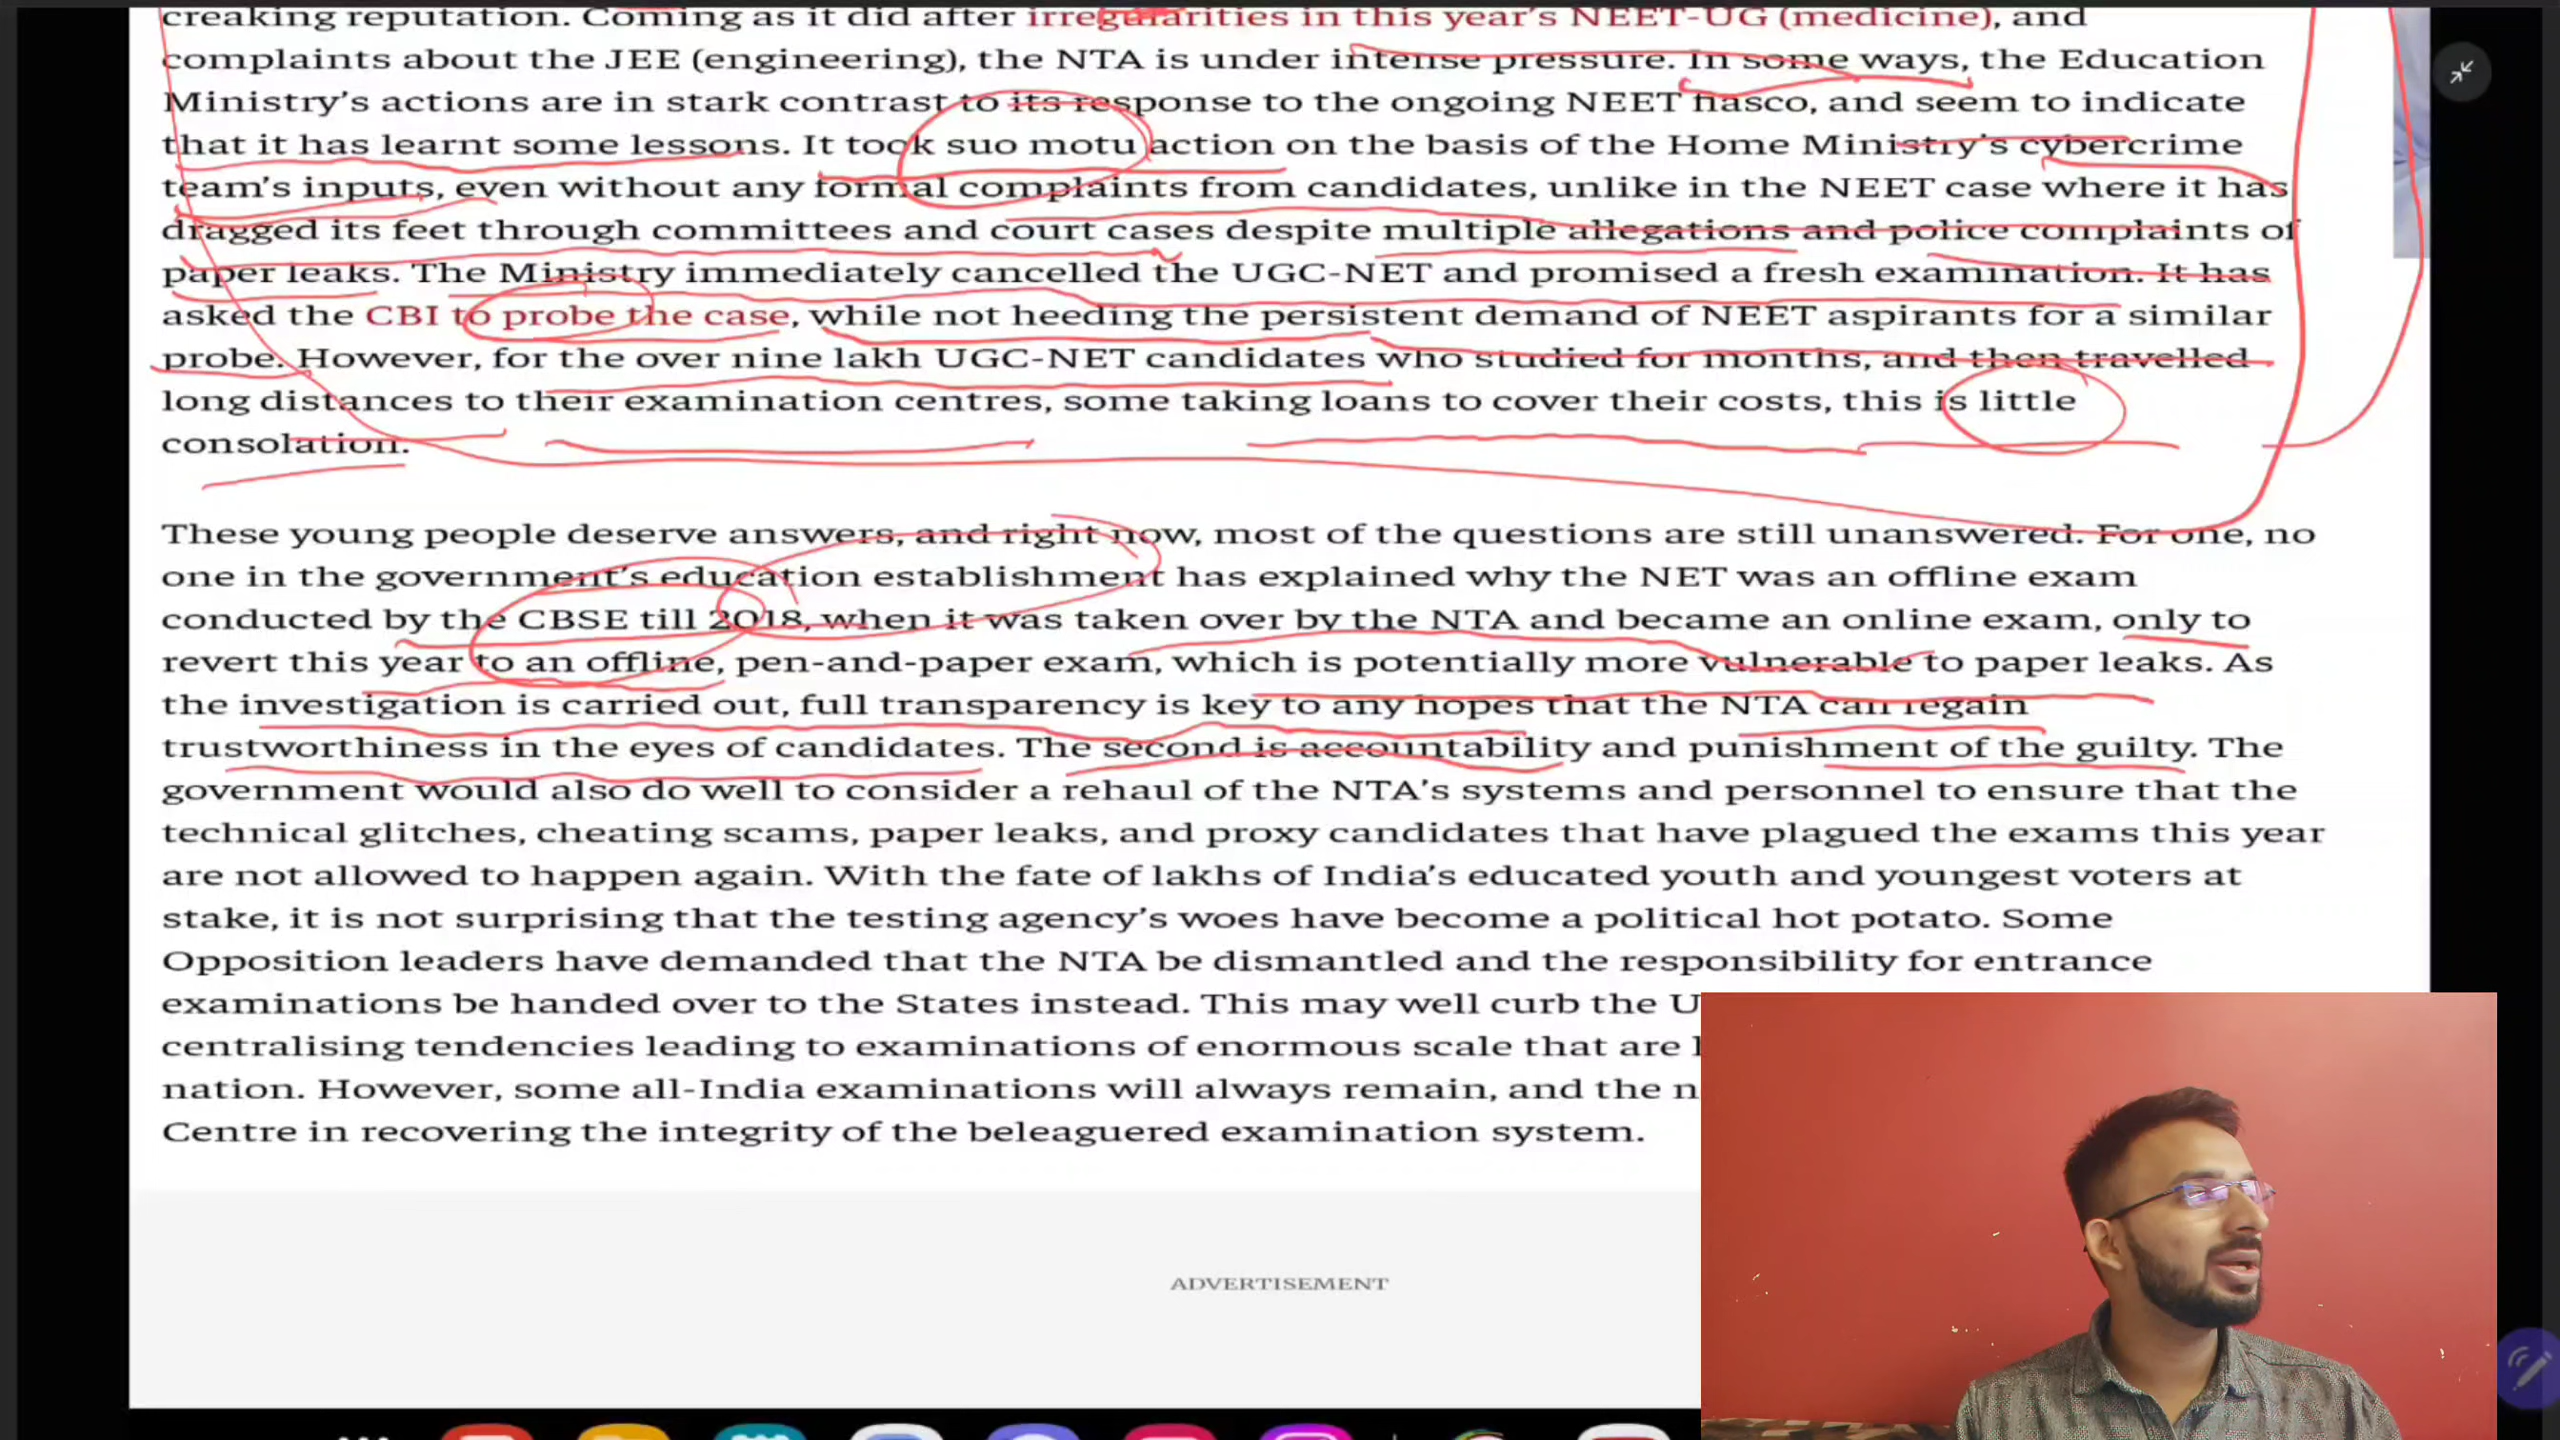 creaking reputation. Coming as it did after irregularities in this year's NEET-UG (medicine), and
complaints about the JEE (engineering), the NTA is under intense pressure. In some ways, the Education
Ministry's actions are in stark contrast to its response to the ongoing NEET fiasco, and seem to indicate
that it has learnt some lessons. It took suo motu action on the basis of the Home Ministry's cybercrime
team's inputs, even without any formal complaints from candidates, unlike in the NEET case where it has
dragged its feet through committees and court cases despite multiple allegations and police complaints of
paper leaks. The Ministry immediately cancelled the UGC-NET and promised a fresh examination. It has
asked the CBI to probe the case, while not heeding the persistent demand of NEET aspirants for a similar
probe. However, for the over nine lakh UGC-NET candidates who studied for months, and then travelled
long distances to their examination centres, some taking loans to cover their costs, this is little
consolation.
These young people deserve answers, and right now, most of the questions are still unanswered. For one, no
one in the government's education establishment has explained why the NET was an offline exam
conducted by the CBSE till 2018, when it was taken over by the NTA and became an online exam, only to
revert this year to an offline, pen-and-paper exam, which is potentially more vulnerable to paper leaks. As
the investigation is carried out, full transparency is key to any hopes that the NTA can regain
trustworthiness in the eyes of candidates. The second is accountability and punishment of the guilty. The
government would also do well to consider a rehaul of the NTA's systems and personnel to ensure that the
technical glitches, cheating scams, paper leaks, and proxy candidates that have plagued the exams this year
are not allowed to happen again. With the fate of lakhs of India's educated youth and youngest voters at
stake, it is not surprising that the testing agency's woes have become a political hot potato. Some
Opposition leaders have demanded that the NTA be dismantled and the responsibility for entrance
examinations be handed over to the States instead. This may well curb the U
centralising tendencies leading to examinations of enormous scale that are
nation. However, some all-India examinations will always remain, and the
Centre in recovering the integrity of the beleaguered examination system.
ADVERTISEMENT